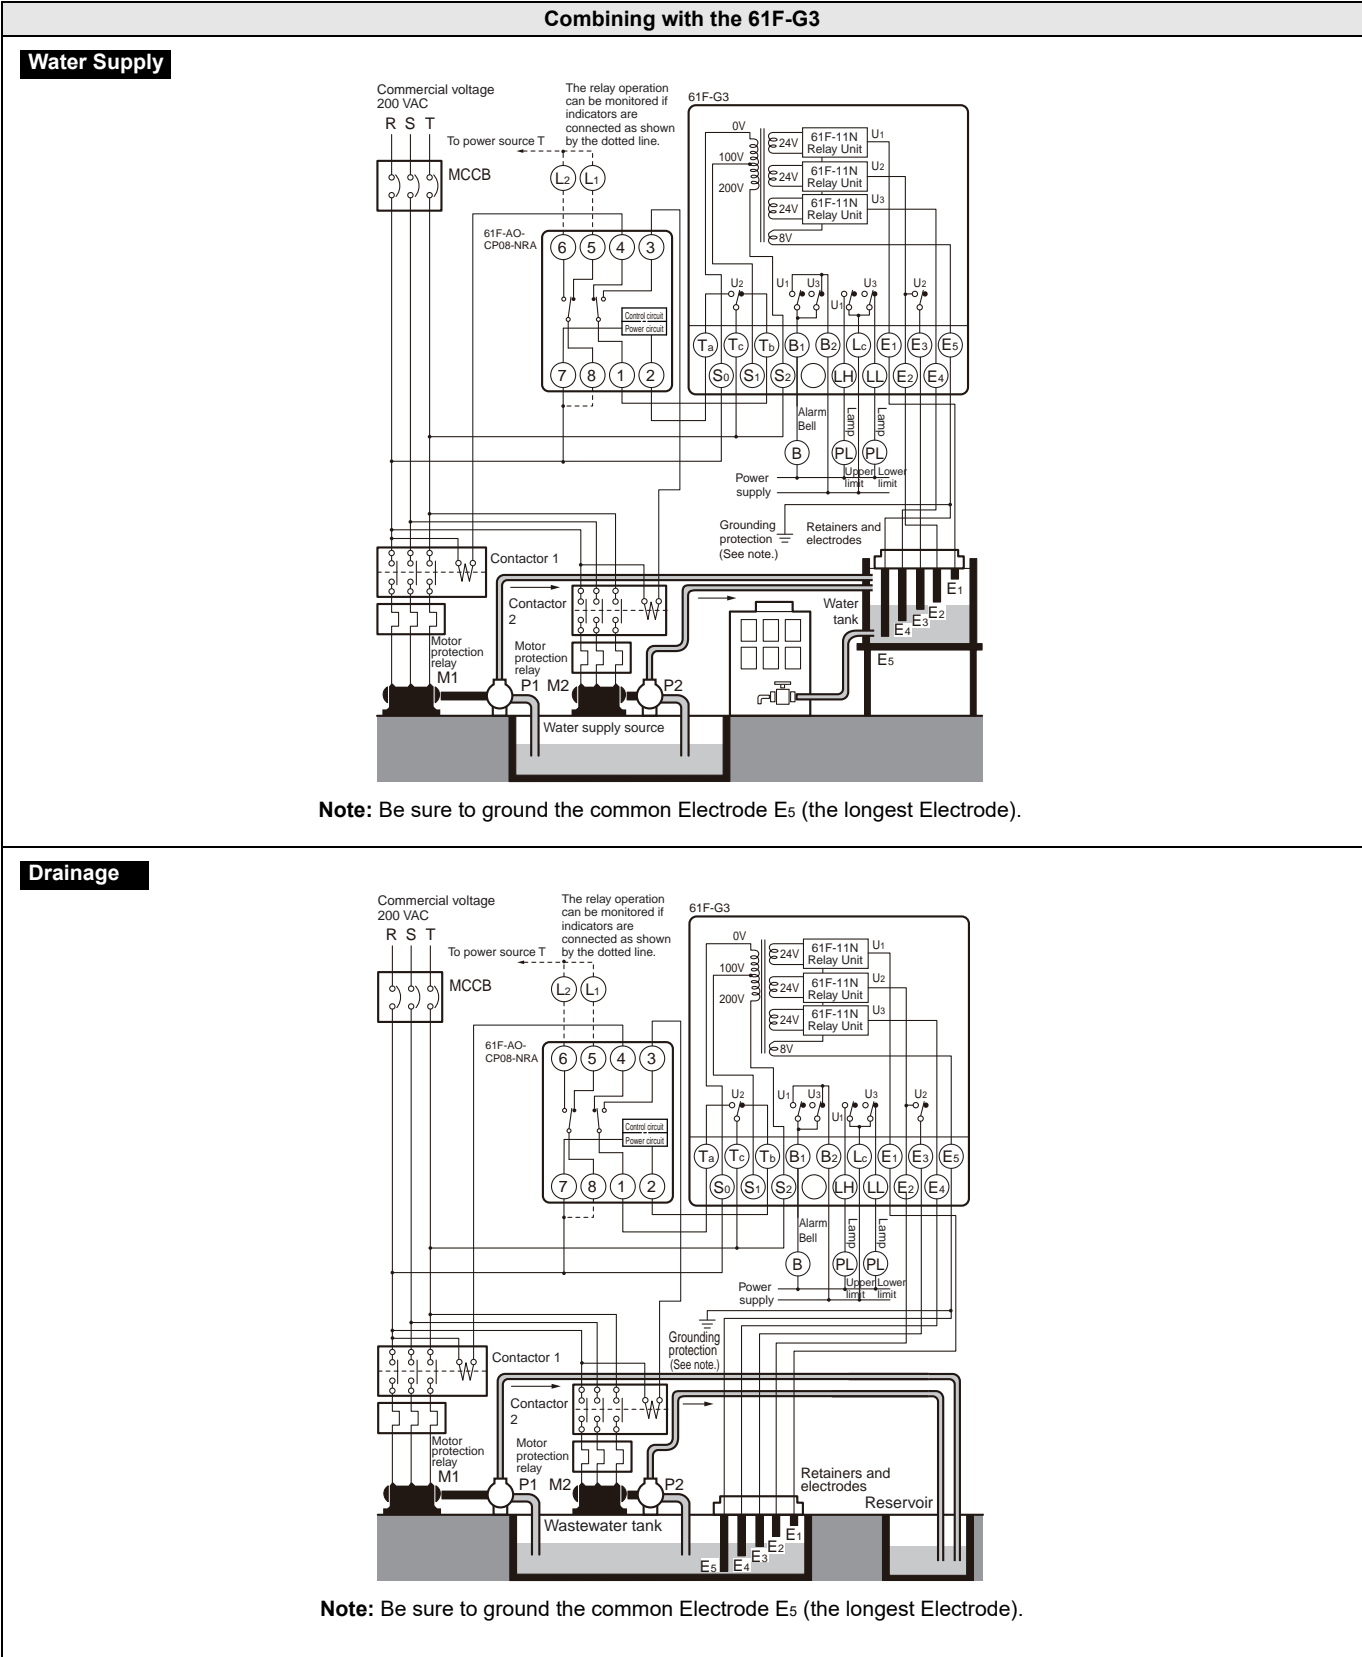 Combining with the 61F-G3
Water Supply
Commercial voltage
200 VAC
R S T
The relay operation
can be monitored if
indicators are
connected as shown
by the dotted line.
To power source T
MCCB
L2 L1
61F-AO-
CP08-NRA
6 5 4 3
Control circuit
Power circuit
7 8 1 2
61F-G3
0V
100V
200V
24V
61F-11N
Relay Unit
U1
24V
61F-11N
Relay Unit
U2
24V
61F-11N
Relay Unit
U3
8V
U2 U1 U3 U1 U3 U2
Ta Tc Tb B1 B2 Lc E1 E3 E5
S0 S1 S2 LH LL E2 E4
Alarm
Bell
Lamp
Lamp
B PL PL
Upper
limit
Lower
limit
Power
supply
Grounding
protection
(See note.)
Retainers and
electrodes
Contactor 1
Contactor
2
Motor
protection
relay
M1
Motor
protection
relay
P1 M2 P2
Water
tank
E1
E2
E3
E4
E5
Water supply source
Note: Be sure to ground the common Electrode E5 (the longest Electrode).
Drainage
Commercial voltage
200 VAC
R S T
The relay operation
can be monitored if
indicators are
connected as shown
by the dotted line.
To power source T
MCCB
L2 L1
61F-AO-
CP08-NRA
6 5 4 3
Control circuit
Power circuit
7 8 1 2
61F-G3
0V
100V
200V
24V
61F-11N
Relay Unit
U1
24V
61F-11N
Relay Unit
U2
24V
61F-11N
Relay Unit
U3
8V
U2 U1 U3 U1 U3 U2
Ta Tc Tb B1 B2 Lc E1 E3 E5
S0 S1 S2 LH LL E2 E4
Alarm
Bell
Lamp
Lamp
B PL PL
Upper
limit
Lower
limit
Power
supply
Grounding
protection
(See note.)
Contactor 1
Contactor
2
Motor
protection
relay
M1
Motor
protection
relay
P1 M2 P2
Retainers and
electrodes
Reservoir
Wastewater tank
E1
E2
E3
E4
E5
Note: Be sure to ground the common Electrode E5 (the longest Electrode).